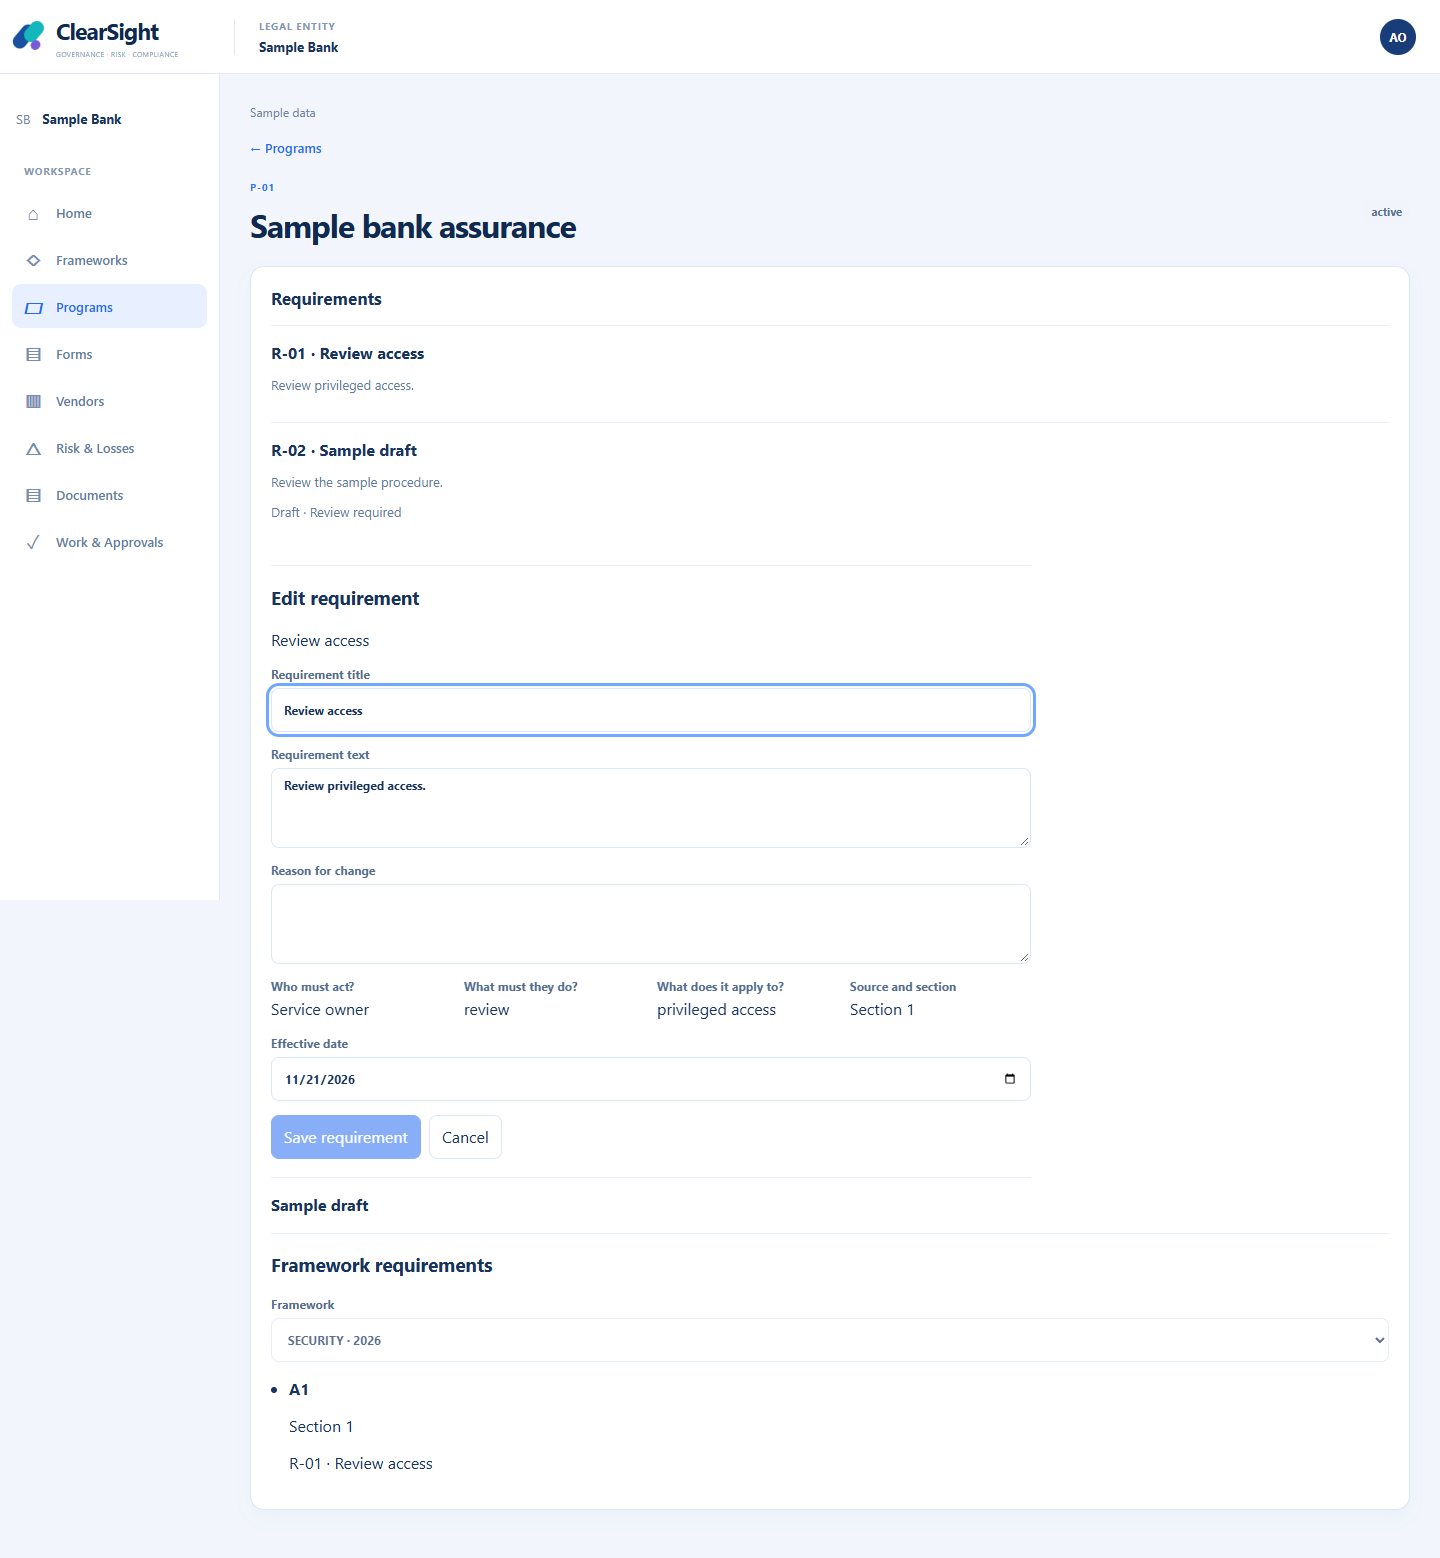 ClearSight
GOVERNANCE · RISK · COMPLIANCE
LEGAL ENTITY
Sample Bank
AO
SB Sample Bank
WORKSPACE
Home
Frameworks
Programs
Forms
Vendors
Risk & Losses
Documents
Work & Approvals
Sample data
← Programs
P-01
Sample bank assurance
active
Requirements
R-01 · Review access
Review privileged access.
R-02 · Sample draft
Review the sample procedure.
Draft · Review required
Edit requirement
Review access
Requirement title
Review access
Requirement text
Review privileged access.
Reason for change
Who must act? What must they do? What does it apply to? Source and section
Service owner review privileged access Section 1
Effective date
11/21/2026
Save requirement Cancel
Sample draft
Framework requirements
Framework
SECURITY · 2026
• A1
Section 1
R-01 · Review access